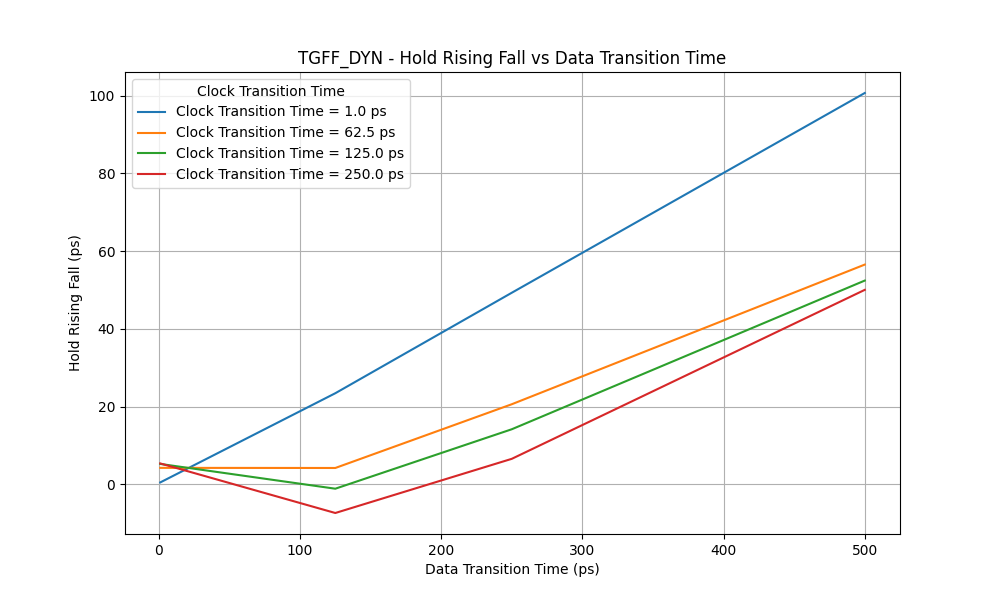 TGFF_DYN - Hold Rising Fall vs Data Transition Time
Clock Transition Time
Clock Transition Time = 1.0 ps
Clock Transition Time = 62.5 ps
Clock Transition Time = 125.0 ps
Clock Transition Time = 250.0 ps
Hold Rising Fall (ps)
100
80
60
40
20
0
0 100 200 300 400 500
Data Transition Time (ps)